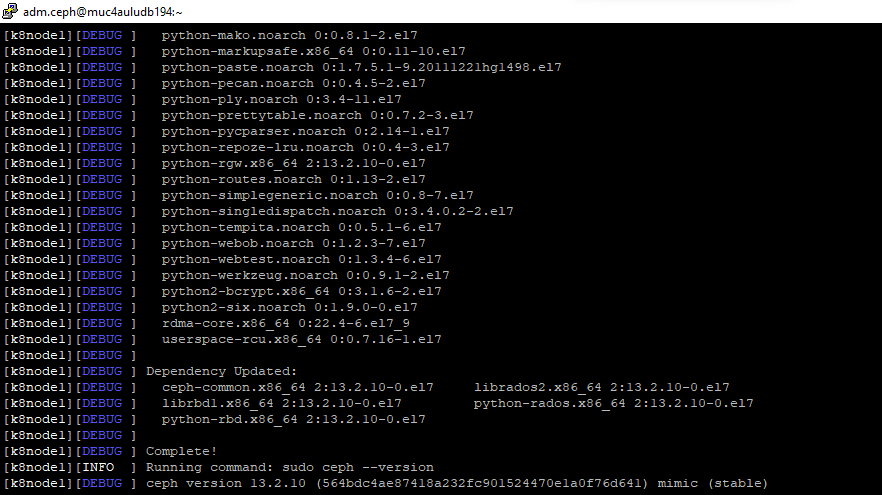 adm.ceph@muc4auludb194:~
[k8node1][DEBUG ]   python-mako.noarch 0:0.8.1-2.el7
[k8node1][DEBUG ]   python-markupsafe.x86_64 0:0.11-10.el7
[k8node1][DEBUG ]   python-paste.noarch 0:1.7.5.1-9.20111221hg1498.el7
[k8node1][DEBUG ]   python-pecan.noarch 0:0.4.5-2.el7
[k8node1][DEBUG ]   python-ply.noarch 0:3.4-11.el7
[k8node1][DEBUG ]   python-prettytable.noarch 0:0.7.2-3.el7
[k8node1][DEBUG ]   python-pycparser.noarch 0:2.14-1.el7
[k8node1][DEBUG ]   python-repoze-lru.noarch 0:0.4-3.el7
[k8node1][DEBUG ]   python-rgw.x86_64 2:13.2.10-0.el7
[k8node1][DEBUG ]   python-routes.noarch 0:1.13-2.el7
[k8node1][DEBUG ]   python-simplegeneric.noarch 0:0.8-7.el7
[k8node1][DEBUG ]   python-singledispatch.noarch 0:3.4.0.2-2.el7
[k8node1][DEBUG ]   python-tempita.noarch 0:0.5.1-6.el7
[k8node1][DEBUG ]   python-webob.noarch 0:1.2.3-7.el7
[k8node1][DEBUG ]   python-webtest.noarch 0:1.3.4-6.el7
[k8node1][DEBUG ]   python-werkzeug.noarch 0:0.9.1-2.el7
[k8node1][DEBUG ]   python2-bcrypt.x86_64 0:3.1.6-2.el7
[k8node1][DEBUG ]   python2-six.noarch 0:1.9.0-0.el7
[k8node1][DEBUG ]   rdma-core.x86_64 0:22.4-6.el7_9
[k8node1][DEBUG ]   userspace-rcu.x86_64 0:0.7.16-1.el7
[k8node1][DEBUG ]
[k8node1][DEBUG ] Dependency Updated:
[k8node1][DEBUG ]   ceph-common.x86_64 2:13.2.10-0.el7     librados2.x86_64 2:13.2.10-0.el7
[k8node1][DEBUG ]   librbd1.x86_64 2:13.2.10-0.el7         python-rados.x86_64 2:13.2.10-0.el7
[k8node1][DEBUG ]   python-rbd.x86_64 2:13.2.10-0.el7
[k8node1][DEBUG ]
[k8node1][DEBUG ] Complete!
[k8node1][INFO  ] Running command: sudo ceph --version
[k8node1][DEBUG ] ceph version 13.2.10 (564bdc4ae87418a232fc901524470e1a0f76d641) mimic (stable)